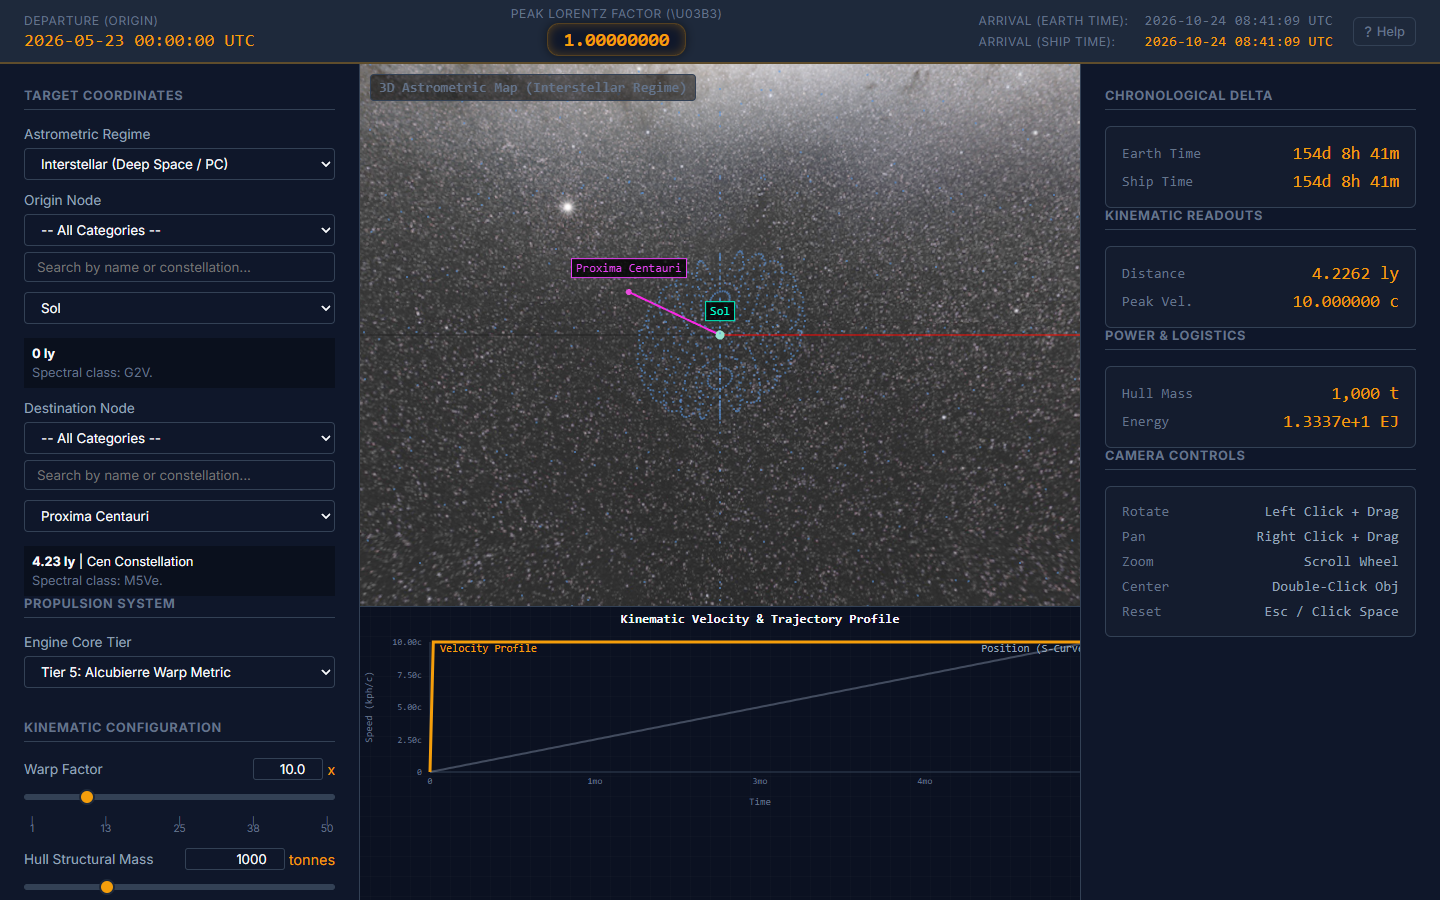 DEPARTURE (ORIGIN)
2026-05-23 00:00:00 UTC
PEAK LORENTZ FACTOR (\U03B3)
1.00000000
ARRIVAL (EARTH TIME): 2026-10-24 08:41:09 UTC
ARRIVAL (SHIP TIME): 2026-10-24 08:41:09 UTC
? Help
TARGET COORDINATES
Astrometric Regime
Interstellar (Deep Space / PC)
Origin Node
-- All Categories --
Search by name or constellation...
Sol
0 ly
Spectral class: G2V.
Destination Node
-- All Categories --
Search by name or constellation...
Proxima Centauri
4.23 ly | Cen Constellation
Spectral class: M5Ve.
PROPULSION SYSTEM
Engine Core Tier
Tier 5: Alcubierre Warp Metric
KINEMATIC CONFIGURATION
Warp Factor 10.0 x
1 13 25 38 50
Hull Structural Mass 1000 tonnes
3D Astrometric Map (Interstellar Regime)
Proxima Centauri
Sol
Kinematic Velocity & Trajectory Profile
Velocity Profile
Position (S-Curve
10.00c
7.50c
5.00c
2.50c
0
Speed (kph/c)
0 1mo 3mo 4mo
Time
CHRONOLOGICAL DELTA
Earth Time 154d 8h 41m
Ship Time 154d 8h 41m
KINEMATIC READOUTS
Distance 4.2262 ly
Peak Vel. 10.000000 c
POWER & LOGISTICS
Hull Mass 1,000 t
Energy 1.3337e+1 EJ
CAMERA CONTROLS
Rotate Left Click + Drag
Pan Right Click + Drag
Zoom Scroll Wheel
Center Double-Click Obj
Reset Esc / Click Space